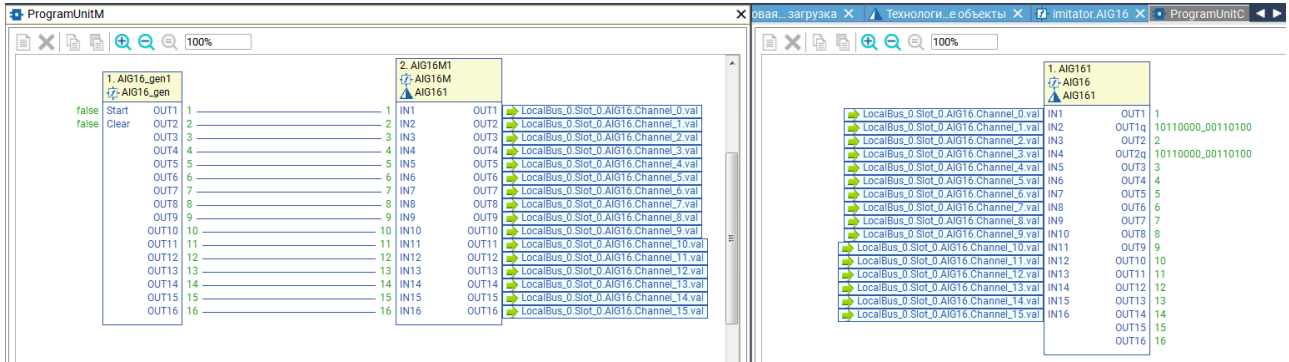 ProgramUnitM
100%
1. AIG16_gen1
AIG16_gen
false Start OUT1 1
false Clear OUT2 2
OUT3 3
OUT4 4
OUT5 5
OUT6 6
OUT7 7
OUT8 8
OUT9 9
OUT10 10
OUT11 11
OUT12 12
OUT13 13
OUT14 14
OUT15 15
OUT16 16
2. AIG16M1
AIG16M
AIG161
1 IN1 OUT1 LocalBus_0.Slot_0.AIG16.Channel_0.val
2 IN2 OUT2 LocalBus_0.Slot_0.AIG16.Channel_1.val
3 IN3 OUT3 LocalBus_0.Slot_0.AIG16.Channel_2.val
4 IN4 OUT4 LocalBus_0.Slot_0.AIG16.Channel_3.val
5 IN5 OUT5 LocalBus_0.Slot_0.AIG16.Channel_4.val
6 IN6 OUT6 LocalBus_0.Slot_0.AIG16.Channel_5.val
7 IN7 OUT7 LocalBus_0.Slot_0.AIG16.Channel_6.val
8 IN8 OUT8 LocalBus_0.Slot_0.AIG16.Channel_7.val
9 IN9 OUT9 LocalBus_0.Slot_0.AIG16.Channel_8.val
10 IN10 OUT10 LocalBus_0.Slot_0.AIG16.Channel_9.val
11 IN11 OUT11 LocalBus_0.Slot_0.AIG16.Channel_10.val
12 IN12 OUT12 LocalBus_0.Slot_0.AIG16.Channel_11.val
13 IN13 OUT13 LocalBus_0.Slot_0.AIG16.Channel_12.val
14 IN14 OUT14 LocalBus_0.Slot_0.AIG16.Channel_13.val
15 IN15 OUT15 LocalBus_0.Slot_0.AIG16.Channel_14.val
16 IN16 OUT16 LocalBus_0.Slot_0.AIG16.Channel_15.val
овая... загрузка Технологи...е объекты imitator.AIG16 ProgramUnitC
100%
1. AIG161
AIG16
AIG161
LocalBus_0.Slot_0.AIG16.Channel_0.val IN1 OUT1 1
LocalBus_0.Slot_0.AIG16.Channel_1.val IN2 OUT1q 10110000_00110100
LocalBus_0.Slot_0.AIG16.Channel_2.val IN3 OUT2 2
LocalBus_0.Slot_0.AIG16.Channel_3.val IN4 OUT2q 10110000_00110100
LocalBus_0.Slot_0.AIG16.Channel_4.val IN5 OUT3 3
LocalBus_0.Slot_0.AIG16.Channel_5.val IN6 OUT4 4
LocalBus_0.Slot_0.AIG16.Channel_6.val IN7 OUT5 5
LocalBus_0.Slot_0.AIG16.Channel_7.val IN8 OUT6 6
LocalBus_0.Slot_0.AIG16.Channel_8.val IN9 OUT7 7
LocalBus_0.Slot_0.AIG16.Channel_9.val IN10 OUT8 8
LocalBus_0.Slot_0.AIG16.Channel_10.val IN11 OUT9 9
LocalBus_0.Slot_0.AIG16.Channel_11.val IN12 OUT10 10
LocalBus_0.Slot_0.AIG16.Channel_12.val IN13 OUT11 11
LocalBus_0.Slot_0.AIG16.Channel_13.val IN14 OUT12 12
LocalBus_0.Slot_0.AIG16.Channel_14.val IN15 OUT13 13
LocalBus_0.Slot_0.AIG16.Channel_15.val IN16 OUT14 14
OUT15 15
OUT16 16